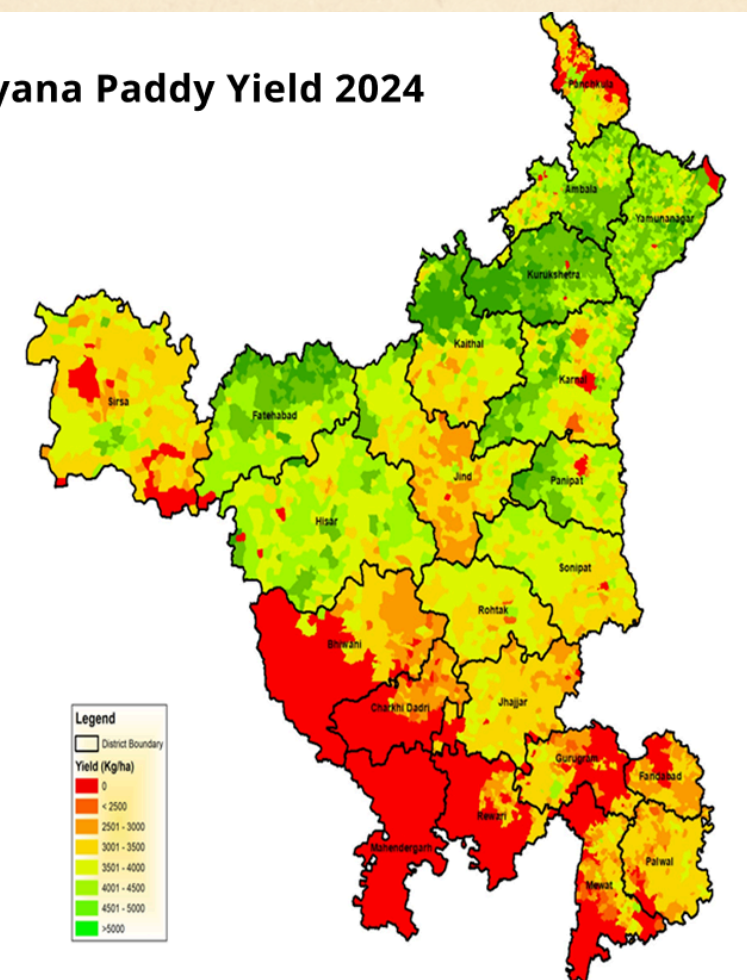 yana Paddy Yield 2024
Panchkula
Ambala
Yamunanagar
Kurukshetra
Kaithal
Karnal
Sirsa
Fatehabad
Jind
Panipat
Hisar
Sonipat
Rohtak
Bhiwani
Charkhi Dadri
Jhajjar
Gurugram
Faridabad
Rewari
Mahendergarh
Palwal
Mewat
Legend
District Boundary
Yield (Kg/ha)
0
< 2500
2501 - 3000
3001 - 3500
3501 - 4000
4001 - 4500
4501 - 5000
>5000